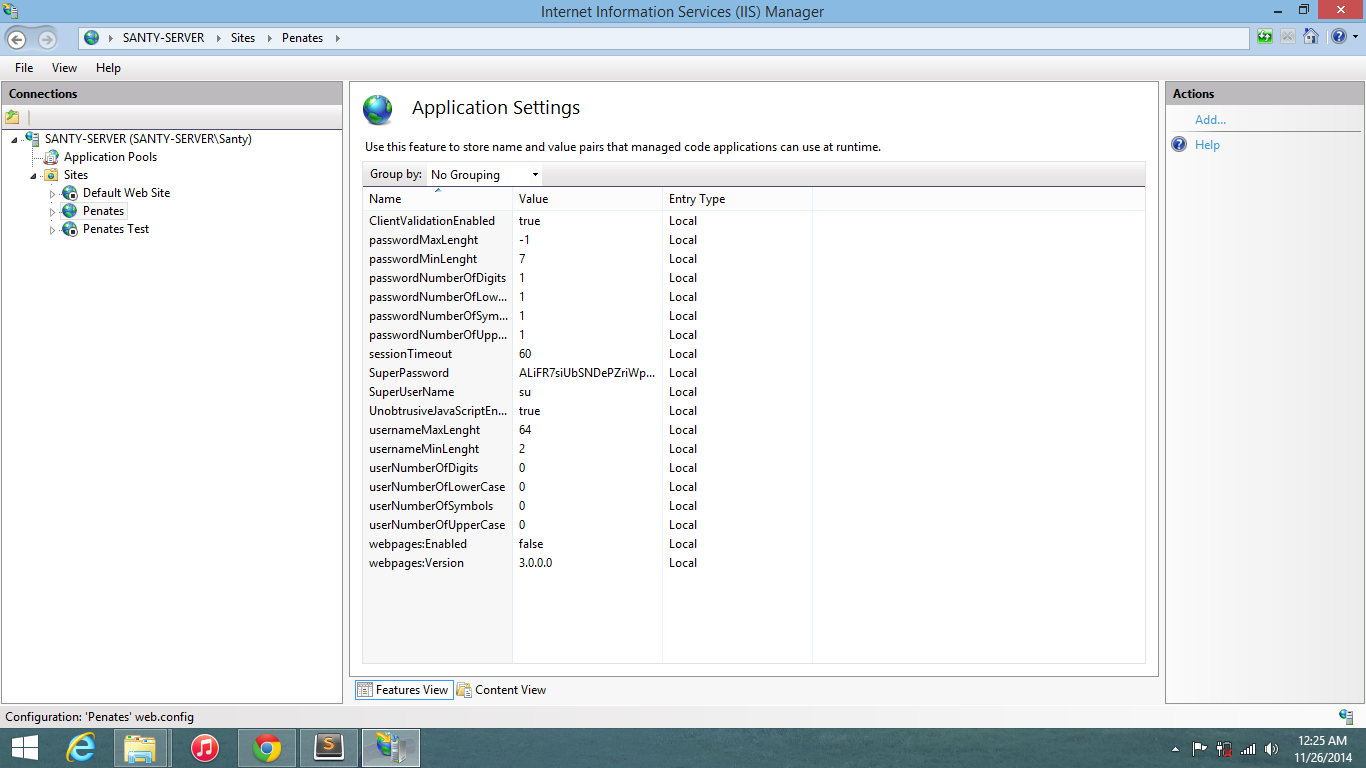 Internet Information Services (IIS) Manager
SANTY-SERVER Sites Penates
File View Help
Connections
SANTY-SERVER (SANTY-SERVER\Santy)
Application Pools
Sites
Default Web Site
Penates
Penates Test
Application Settings
Use this feature to store name and value pairs that managed code applications can use at runtime.
Group by: No Grouping
Name Value Entry Type
ClientValidationEnabled true Local
passwordMaxLenght -1 Local
passwordMinLenght 7 Local
passwordNumberOfDigits 1 Local
passwordNumberOfLow... 1 Local
passwordNumberOfSym... 1 Local
passwordNumberOfUpp... 1 Local
sessionTimeout 60 Local
SuperPassword ALiFR7siUbSNDePZriWp... Local
SuperUserName su Local
UnobtrusiveJavaScriptEn... true Local
usernameMaxLenght 64 Local
usernameMinLenght 2 Local
userNumberOfDigits 0 Local
userNumberOfLowerCase 0 Local
userNumberOfSymbols 0 Local
userNumberOfUpperCase 0 Local
webpages:Enabled false Local
webpages:Version 3.0.0.0 Local
Features View Content View
Actions
Add...
Help
Configuration: 'Penates' web.config
12:25 AM
11/26/2014